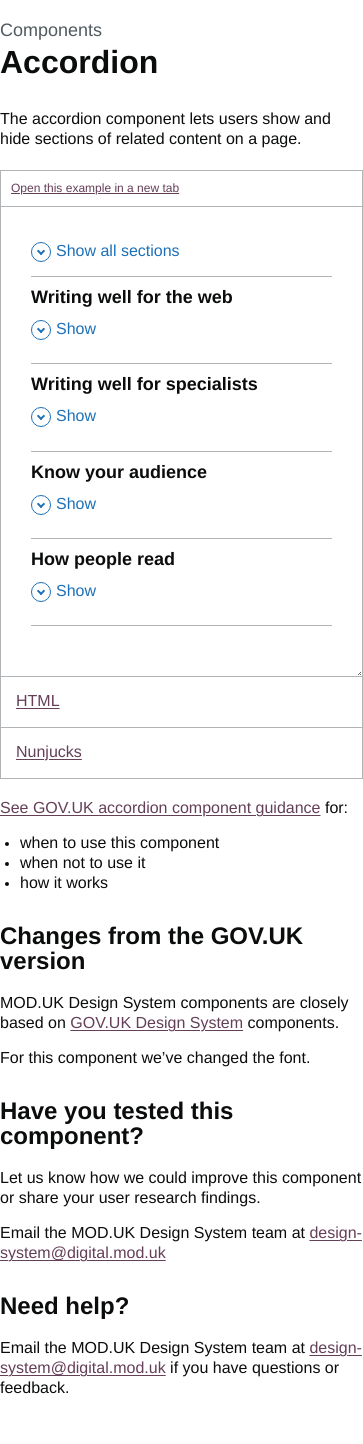 Components
Accordion
The accordion component lets users show and
hide sections of related content on a page.
Open this example in a new tab
Show all sections
Writing well for the web
Show
Writing well for specialists
Show
Know your audience
Show
How people read
Show
HTML
Nunjucks
See GOV.UK accordion component guidance for:
• when to use this component
• when not to use it
• how it works
Changes from the GOV.UK
version
MOD.UK Design System components are closely
based on GOV.UK Design System components.
For this component we’ve changed the font.
Have you tested this
component?
Let us know how we could improve this component
or share your user research findings.
Email the MOD.UK Design System team at design-
system@digital.mod.uk
Need help?
Email the MOD.UK Design System team at design-
system@digital.mod.uk if you have questions or
feedback.